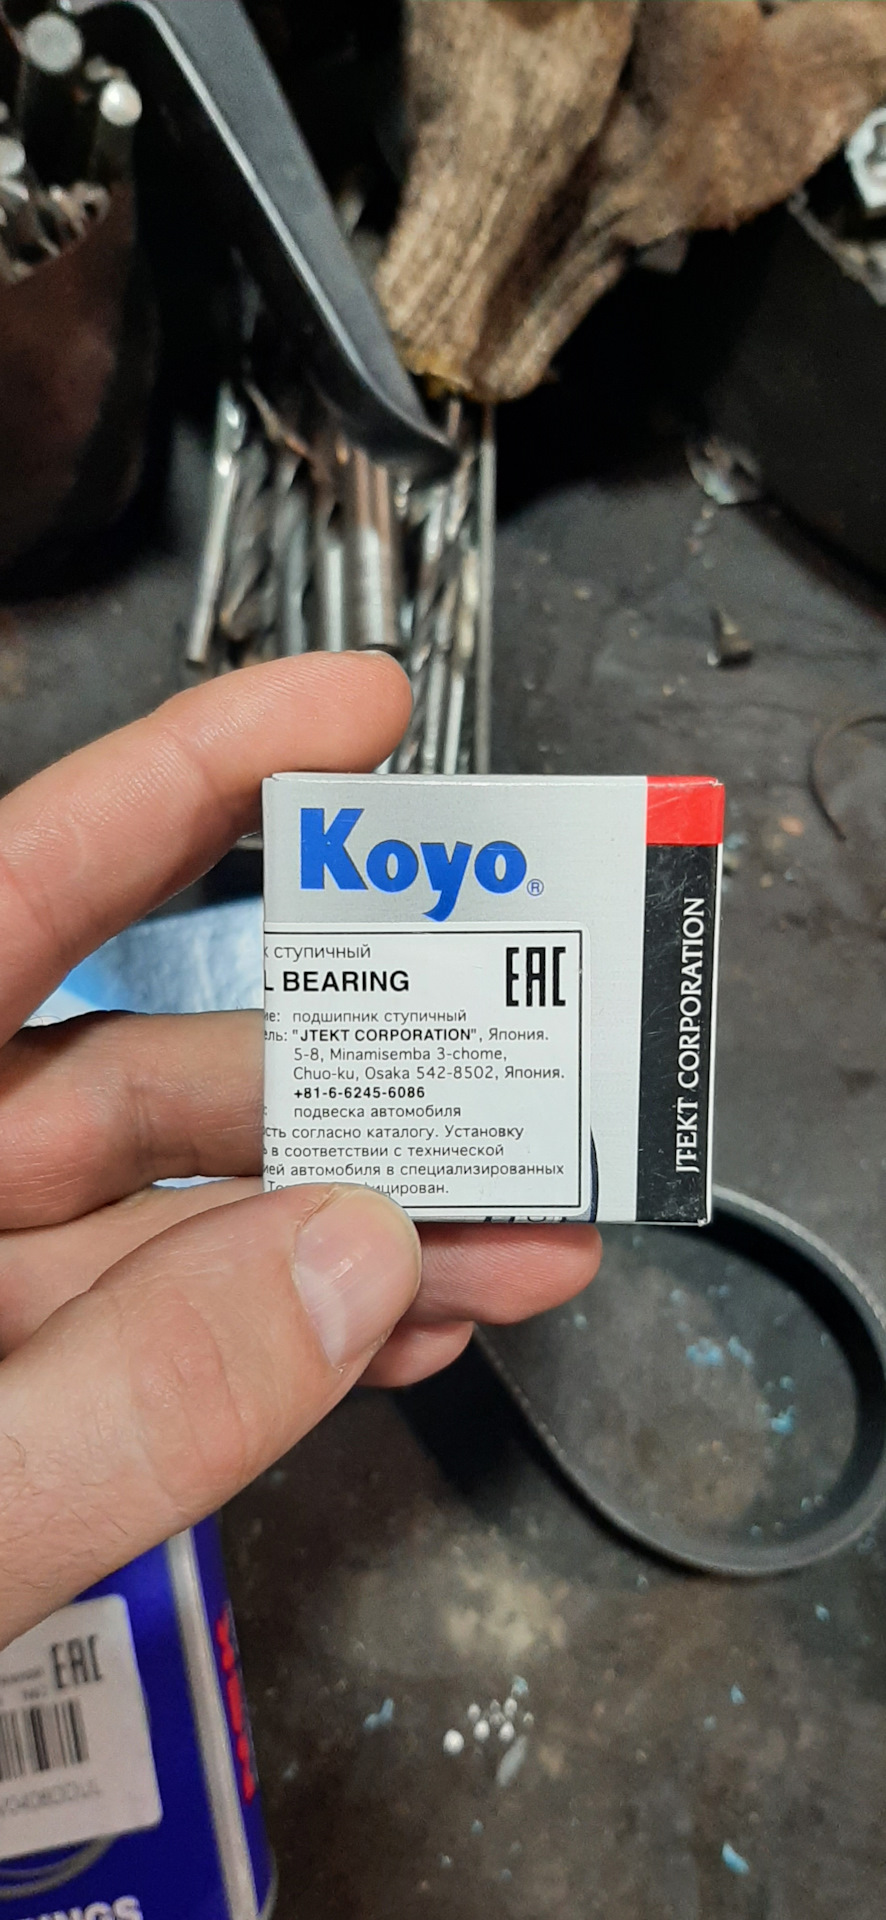 Koyo®
к ступичный
L BEARING
EAC
ие: подшипник ступичный
ель: "JTEKT CORPORATION", Япония.
5-8, Minamisemba 3-chome,
Chuo-ku, Osaka 542-8502, Япония.
+81-6-6245-6086
: подвеска автомобиля
сть согласно каталогу. Установку
ь в соответствии с технической
ией автомобиля в специализированных
фицирован.
JTEKT CORPORATION
EAC
INGS